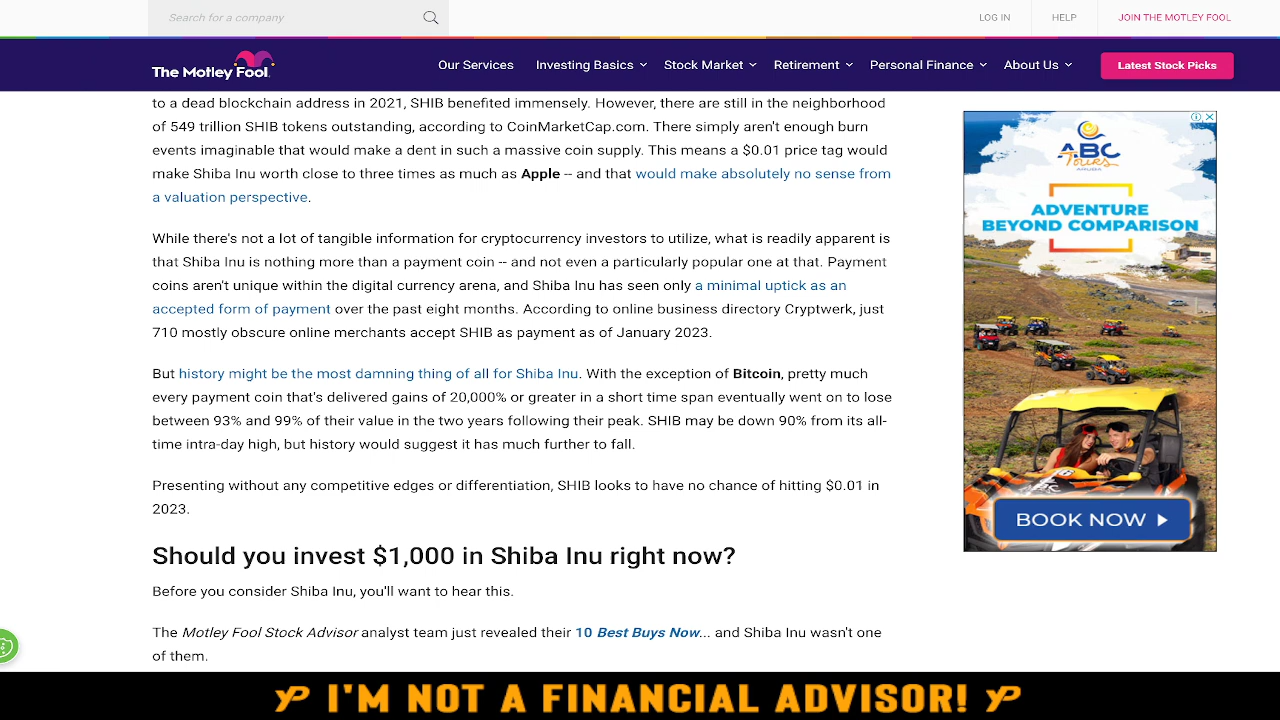 Search for a company
LOG IN
HELP
JOIN THE MOTLEY FOOL
The Motley Fool.
Our Services
Investing Basics
Stock Market
Retirement
Personal Finance
About Us
Latest Stock Picks
to a dead blockchain address in 2021, SHIB benefited immensely. However, there are still in the neighborhood
of 549 trillion SHIB tokens outstanding, according to CoinMarketCap.com. There simply aren't enough burn
events imaginable that would make a dent in such a massive coin supply. This means a $0.01 price tag would
make Shiba Inu worth close to three times as much as Apple -- and that would make absolutely no sense from
a valuation perspective.
While there's not a lot of tangible information for cryptocurrency investors to utilize, what is readily apparent is
that Shiba Inu is nothing more than a payment coin -- and not even a particularly popular one at that. Payment
coins aren't unique within the digital currency arena, and Shiba Inu has seen only a minimal uptick as an
accepted form of payment over the past eight months. According to online business directory Cryptwerk, just
710 mostly obscure online merchants accept SHIB as payment as of January 2023.
But history might be the most damning thing of all for Shiba Inu. With the exception of Bitcoin, pretty much
every payment coin that's delivered gains of 20,000% or greater in a short time span eventually went on to lose
between 93% and 99% of their value in the two years following their peak. SHIB may be down 90% from its all-
time intra-day high, but history would suggest it has much further to fall.
Presenting without any competitive edges or differentiation, SHIB looks to have no chance of hitting $0.01 in
2023.
Should you invest $1,000 in Shiba Inu right now?
Before you consider Shiba Inu, you'll want to hear this.
The Motley Fool Stock Advisor analyst team just revealed their 10 Best Buys Now... and Shiba Inu wasn't one
of them.
ABC
Tours
ADVENTURE
BEYOND COMPARISON
BOOK NOW
I'M NOT A FINANCIAL ADVISOR!